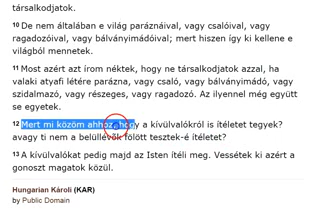 társalkodjatok.
10 De nem általában e világ paráznáival, vagy csalóival, vagy
ragadozóival, vagy bálványimádóival; mert hiszen így ki kellene e
világból mennetek.
11 Most azért azt írom néktek, hogy ne társalkodjatok azzal, ha
valaki atyafi létére parázna, vagy csaló, vagy bálványimádó, vagy
szidalmazó, vagy részeges, vagy ragadozó. Az ilyennel még együtt
se egyetek.
12 Mert mi közöm ahhoz, hogy a kívülvalókról is ítéletet tegyek?
avagy ti nem a belüllevők fölött tesztek-é ítéletet?
13 A kívülvalókat pedig majd az Isten ítéli meg. Vessétek ki azért a
gonoszt magatok közül.
Hungarian Károli (KAR)
by Public Domain